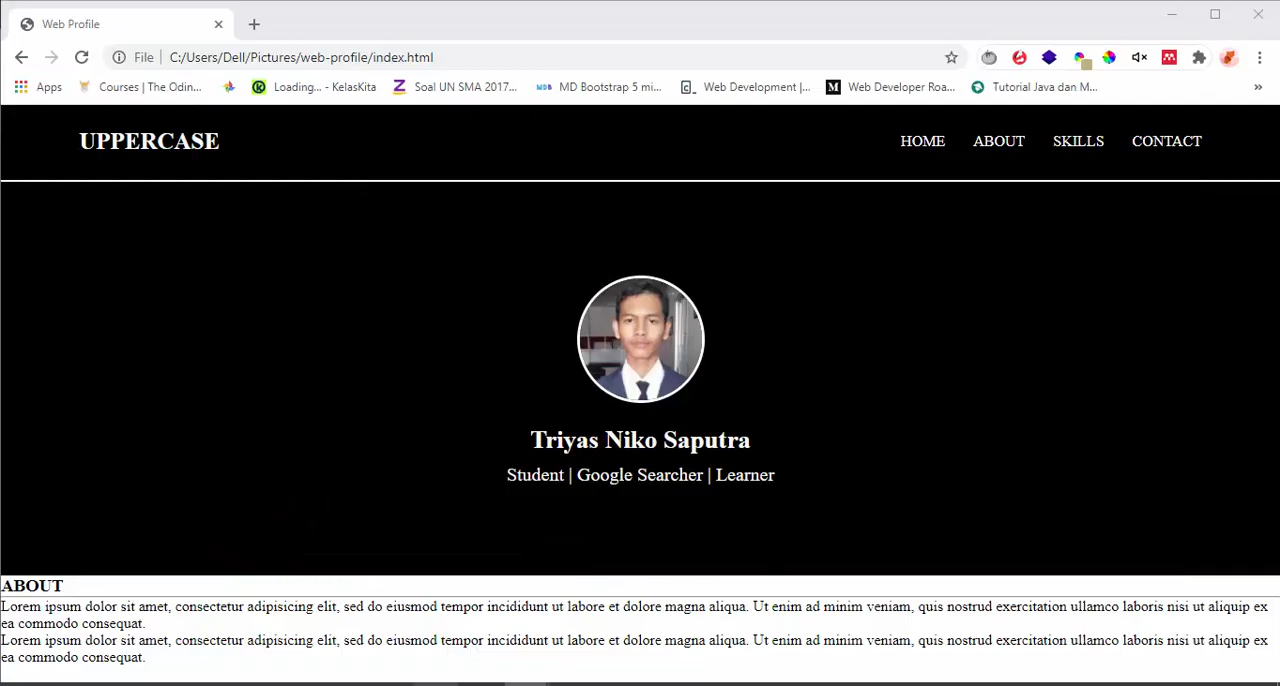 Web Profile
File C:/Users/Dell/Pictures/web-profile/index.html
Apps Courses | The Odin... Loading... - KelasKita Soal UN SMA 2017... MDB MD Bootstrap 5 mi... Web Development |... M Web Developer Roa... Tutorial Java dan M... »
UPPERCASE HOME ABOUT SKILLS CONTACT
Triyas Niko Saputra
Student | Google Searcher | Learner
ABOUT
Lorem ipsum dolor sit amet, consectetur adipisicing elit, sed do eiusmod tempor incididunt ut labore et dolore magna aliqua. Ut enim ad minim veniam, quis nostrud exercitation ullamco laboris nisi ut aliquip ex
ea commodo consequat.
Lorem ipsum dolor sit amet, consectetur adipisicing elit, sed do eiusmod tempor incididunt ut labore et dolore magna aliqua. Ut enim ad minim veniam, quis nostrud exercitation ullamco laboris nisi ut aliquip ex
ea commodo consequat.